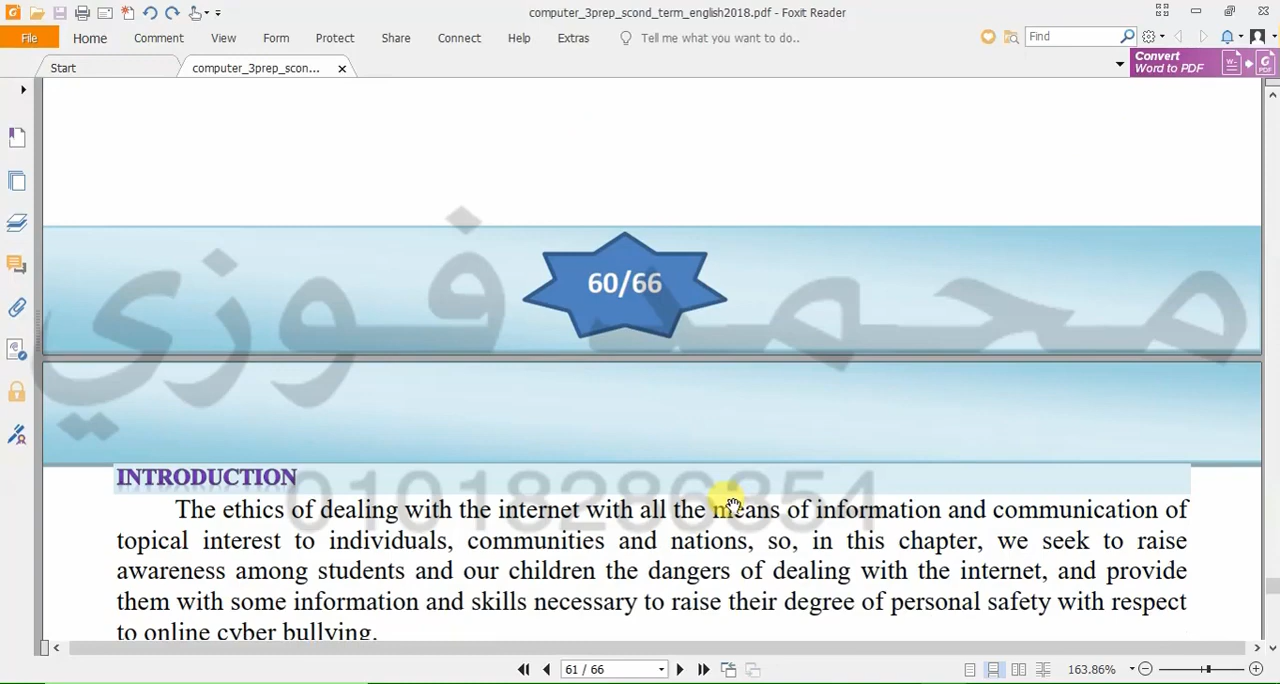 computer_3prep_scond_term_english2018.pdf - Foxit Reader
File Home Comment View Form Protect Share Connect Help Extras Tell me what you want to do.. Find
Start computer_3prep_scon... Convert
Word to PDF
60/66
محمد فوزي
INTRODUCTION
01018286854
The ethics of dealing with the internet with all the means of information and communication of
topical interest to individuals, communities and nations, so, in this chapter, we seek to raise
awareness among students and our children the dangers of dealing with the internet, and provide
them with some information and skills necessary to raise their degree of personal safety with respect
to online cyber bullying.
61 / 66 163.86%